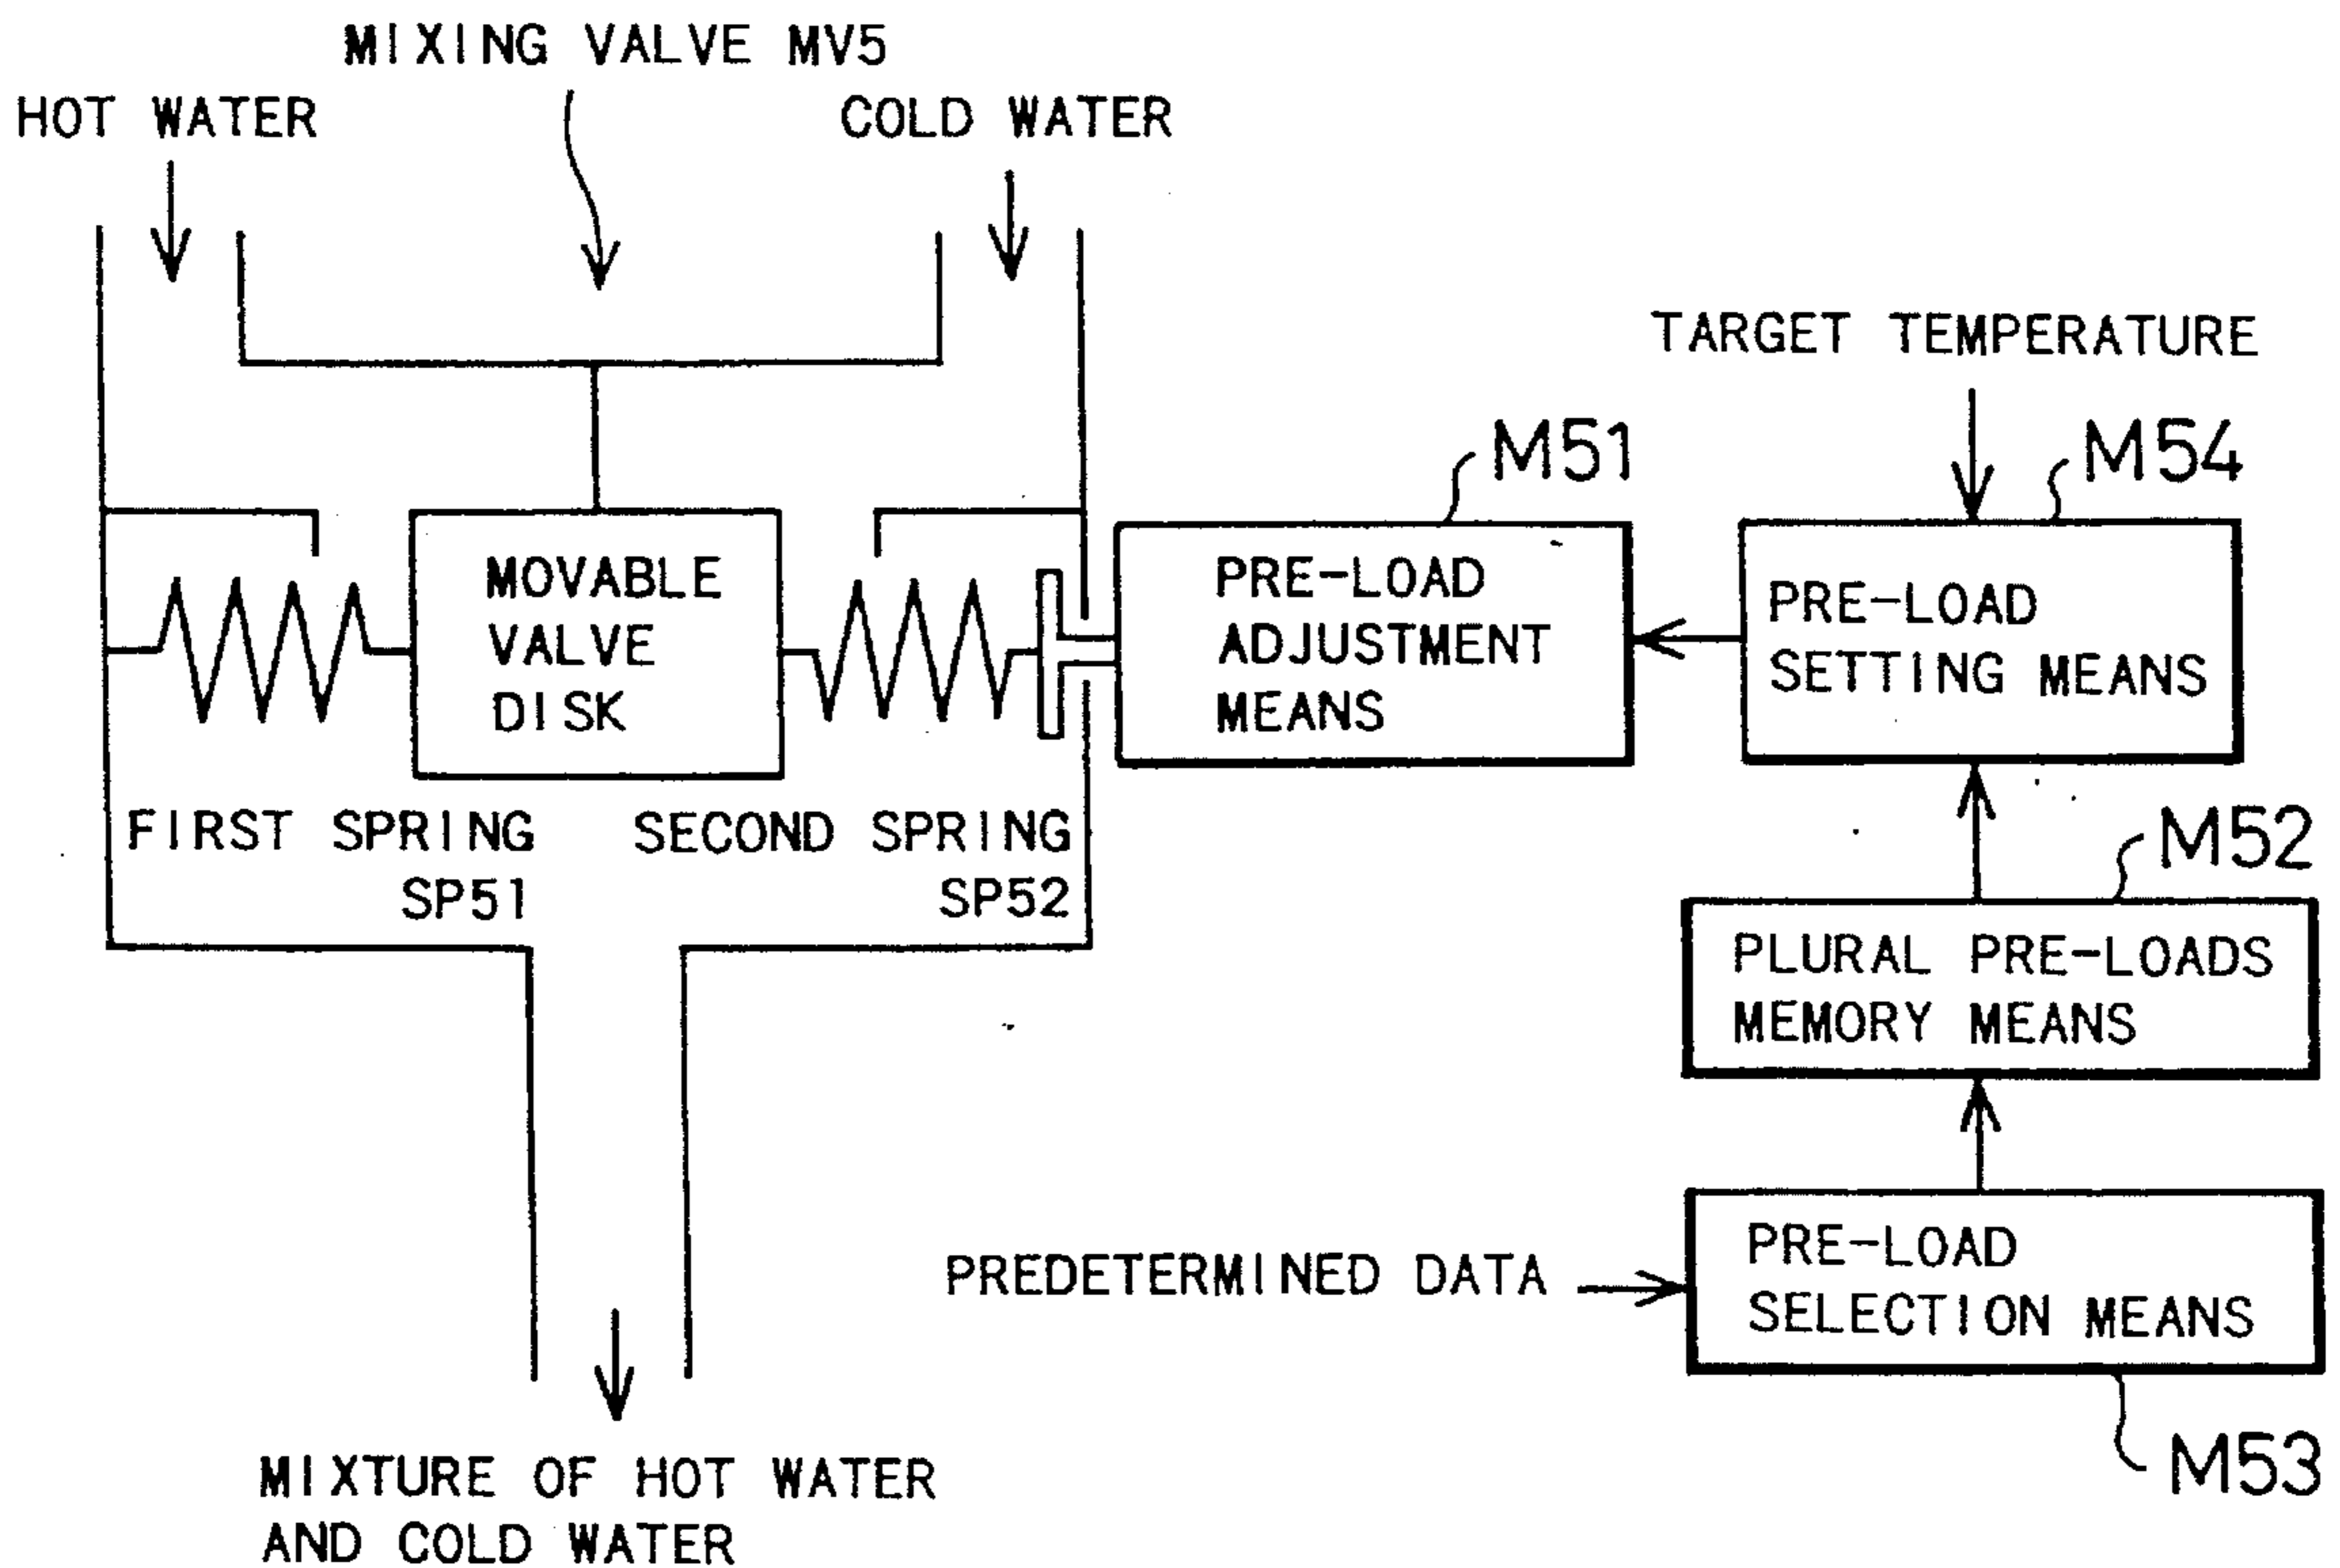 MIXING VALVE MV5
HOT WATER
COLD WATER
TARGET TEMPERATURE
M51
M54
MOVABLE
VALVE
DISK
PRE-LOAD
ADJUSTMENT
MEANS
PRE-LOAD
SETTING MEANS
FIRST SPRING
SP51
SECOND SPRING
SP52
M52
PLURAL PRE-LOADS
MEMORY MEANS
PREDETERMINED DATA
PRE-LOAD
SELECTION MEANS
M53
MIXTURE OF HOT WATER
AND COLD WATER